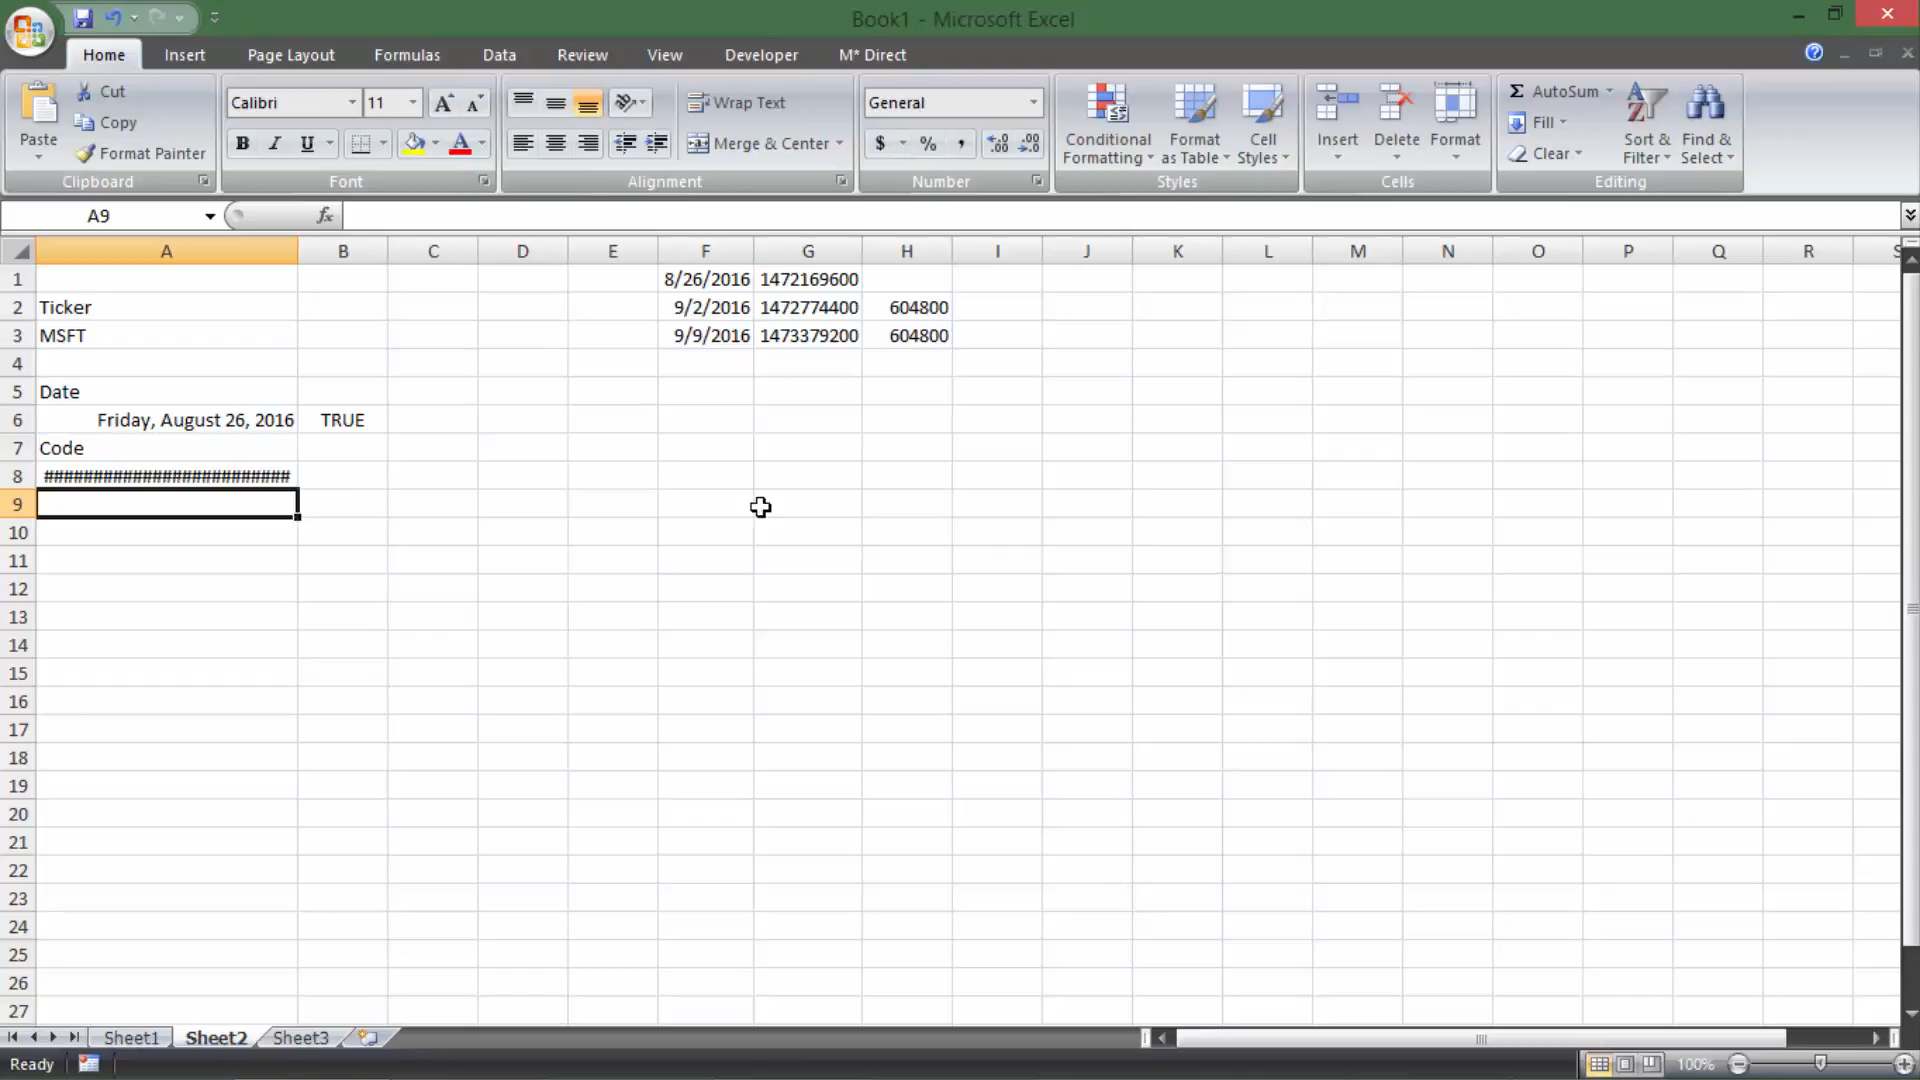 Book1 - Microsoft Excel
Home Insert Page Layout Formulas Data Review View Developer M* Direct
Paste Cut Copy Format Painter
Calibri 11 A A
B I U A
Wrap Text
Merge & Center
General
$ % , .0 .00 .00 .0
Conditional Formatting Format as Table Cell Styles
Insert Delete Format
Σ AutoSum
Fill
Clear
Sort & Filter Find & Select
Clipboard Font Alignment Number Styles Cells Editing
A9 fx
A B C D E F G H I J K L M N O P Q R S
1 8/26/2016 1472169600
2 Ticker 9/2/2016 1472774400 604800
3 MSFT 9/9/2016 1473379200 604800
4
5 Date
6 Friday, August 26, 2016 TRUE
7 Code
8 #########################
9
10
11
12
13
14
15
16
17
18
19
20
21
22
23
24
25
26
27
Sheet1 Sheet2 Sheet3
Ready 100%